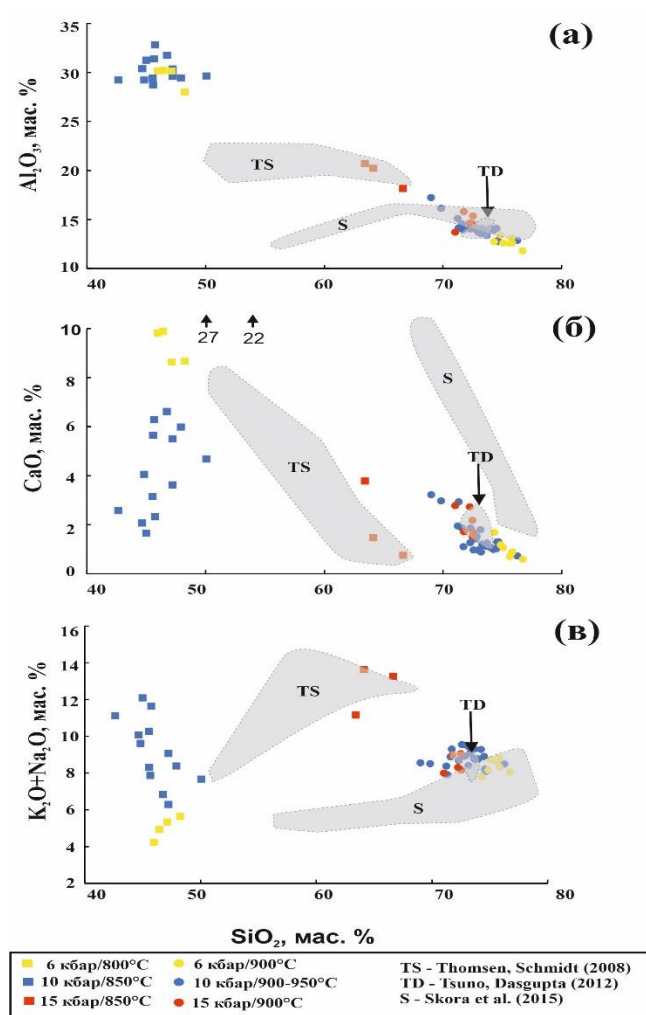 (а)
Al₂O₃, мас. %
35
30
25
20
15
10
TS
TD
S
40 50 60 70 80
(б)
CaO, мас. %
10
8
6
4
2
0
27 22
S
TD
TS
40 50 60 70 80
(в)
K₂O+Na₂O, мас. %
16
14
12
10
8
6
4
2
TS
TD
S
40 50 60 70 80
SiO₂, мас. %
6 кбар/800°C 6 кбар/900°C TS - Thomsen, Schmidt (2008)
10 кбар/850°C 10 кбар/900-950°C TD - Tsuno, Dasgupta (2012)
15 кбар/850°C 15 кбар/900°C S - Skora et al. (2015)